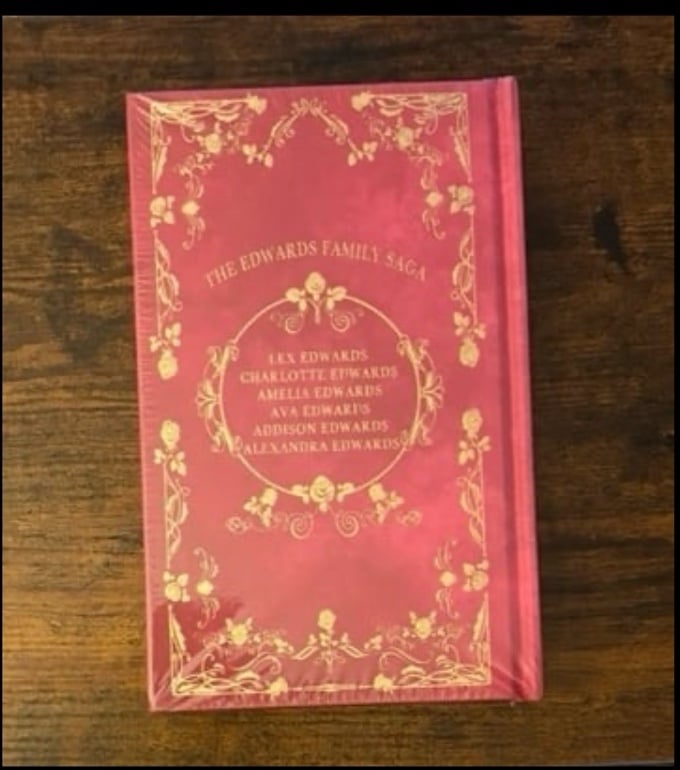 THE EDWARDS FAMILY SAGA
LEX EDWARDS
CHARLOTTE EDWARDS
AMELIA EDWARDS
AVA EDWARDS
ADDISON EDWARDS
ALEXANDRA EDWARDS